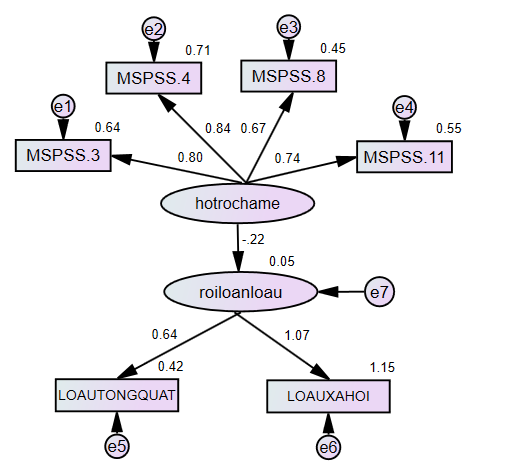 e2
e3
0.71
0.45
MSPSS.4
MSPSS.8
e1
e4
0.64
0.84
0.67
0.55
MSPSS.3
0.80
0.74
MSPSS.11
hotrochame
-.22
0.05
roiloanloau
e7
0.64
1.07
0.42
1.15
LOAUTONGQUAT
LOAUXAHOI
e5
e6